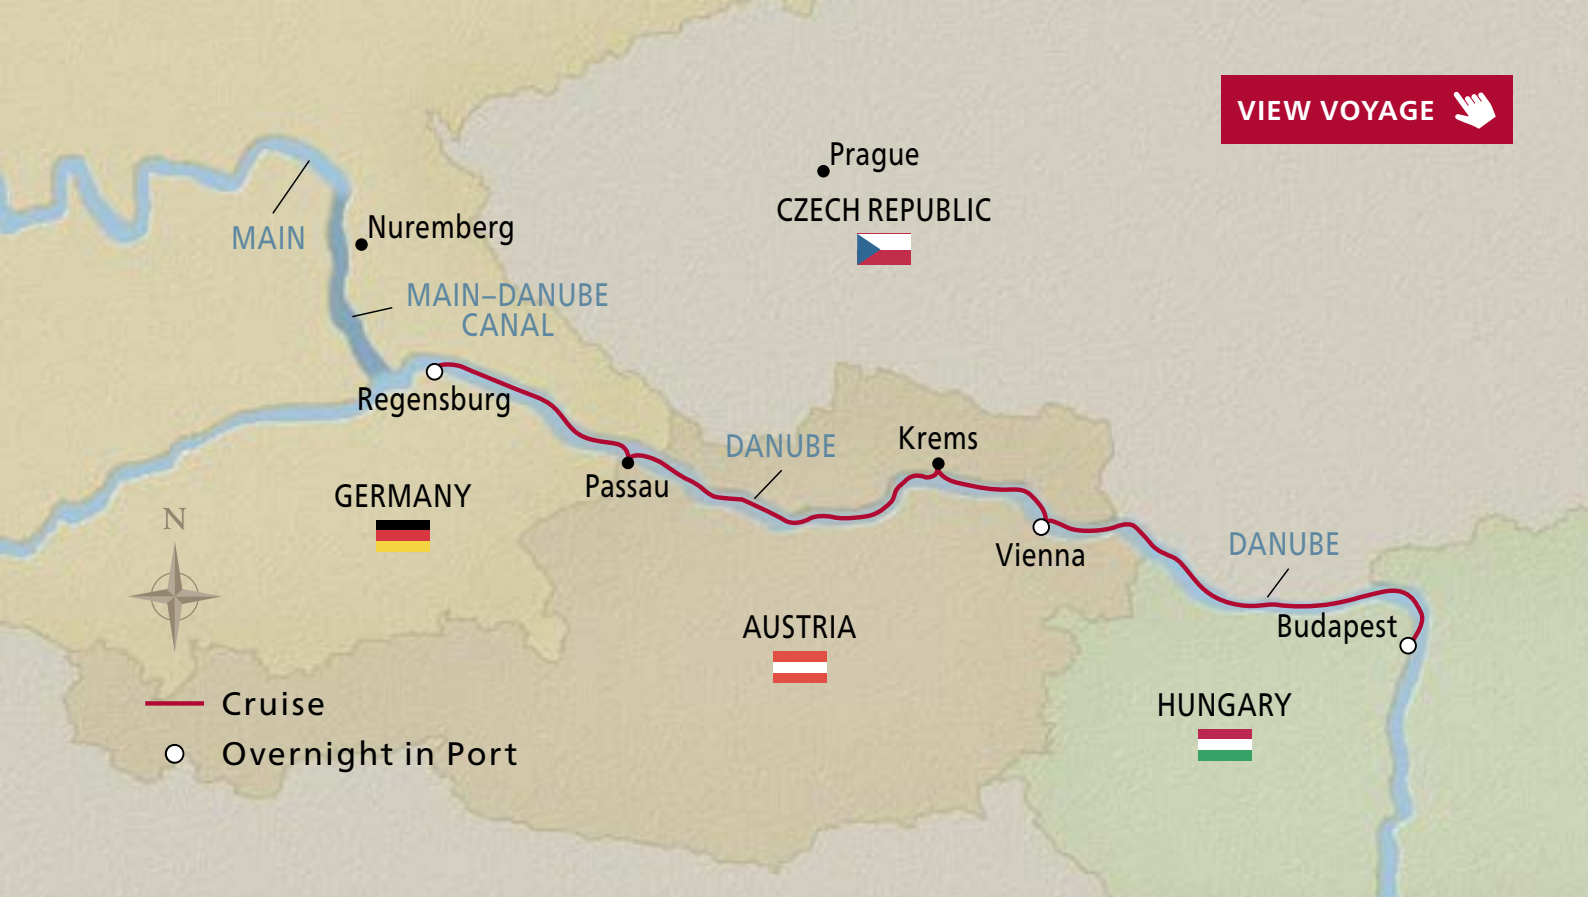 VIEW VOYAGE
Prague
CZECH REPUBLIC
Nuremberg
MAIN
MAIN–DANUBE
CANAL
Regensburg
Krems
DANUBE
Passau
GERMANY
N
Vienna
DANUBE
Budapest
AUSTRIA
HUNGARY
Cruise
Overnight in Port